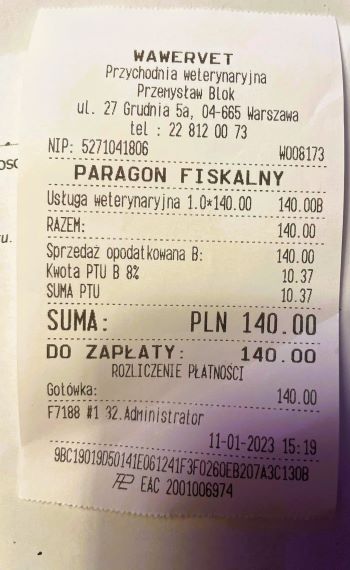 WAWERVET
Przychodnia weterynaryjna
Przemysław Blok
ul. 27 Grudnia 5a, 04-665 Warszawa
tel : 22 812 00 73
NIP: 5271041806 W008173
PARAGON FISKALNY
Usługa weterynaryjna 1.0*140.00 140.00B
RAZEM: 140.00
Sprzedaż opodatkowana B: 140.00
Kwota PTU B 8% 10.37
SUMA PTU 10.37
SUMA: PLN 140.00
DO ZAPŁATY: 140.00
ROZLICZENIE PŁATNOŚCI
Gotówka: 140.00
F7188 #1 32.Administrator
11-01-2023 15:19
9BC19019D50141E061241F3F0260EB207A3C130B
EAC 2001006974